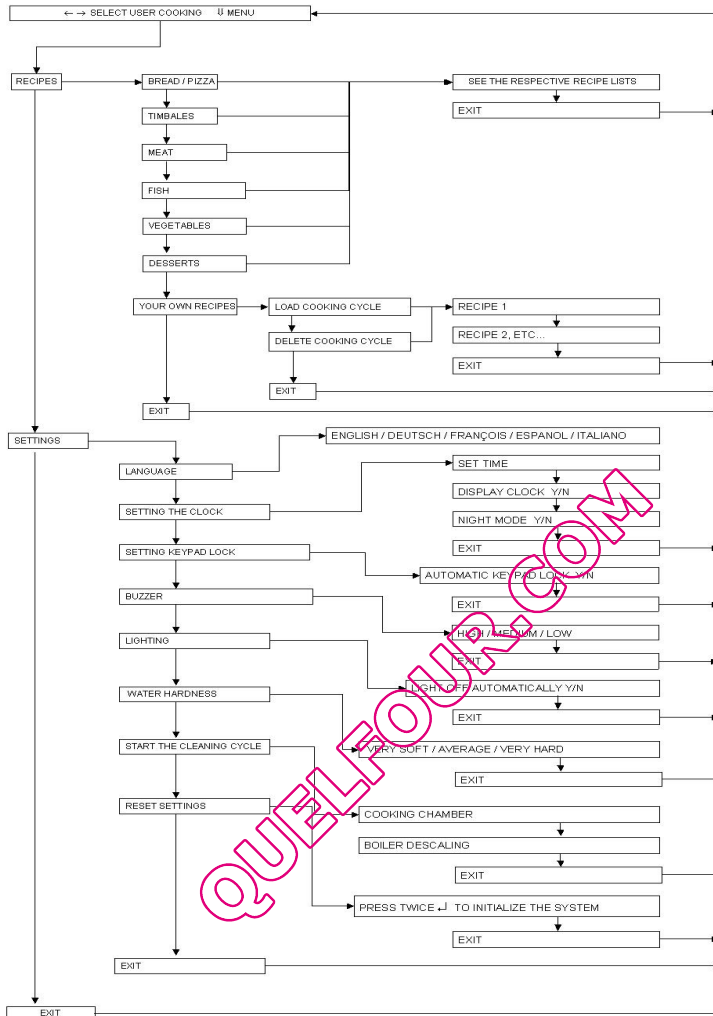 ← → SELECT USER COOKING ⇓ MENU
RECIPES
BREAD / PIZZA
SEE THE RESPECTIVE RECIPE LISTS
EXIT
TIMBALES
MEAT
FISH
VEGETABLES
DESSERTS
YOUR OWN RECIPES
LOAD COOKING CYCLE
RECIPE 1
DELETE COOKING CYCLE
RECIPE 2, ETC...
EXIT
EXIT
EXIT
SETTINGS
ENGLISH / DEUTSCH / FRANÇOIS / ESPANOL / ITALIANO
LANGUAGE
SET TIME
SETTING THE CLOCK
DISPLAY CLOCK Y/N
NIGHT MODE Y/N
EXIT
SETTING KEYPAD LOCK
AUTOMATIC KEYPAD LOCK Y/N
EXIT
BUZZER
HIGH / MEDIUM / LOW
EXIT
LIGHTING
LIGHT OFF AUTOMATICALLY Y/N
EXIT
WATER HARDNESS
VERY SOFT / AVERAGE / VERY HARD
EXIT
START THE CLEANING CYCLE
COOKING CHAMBER
BOILER DESCALING
EXIT
RESET SETTINGS
PRESS TWICE ↵ TO INITIALIZE THE SYSTEM
EXIT
EXIT
EXIT
QUELFOUR.COM